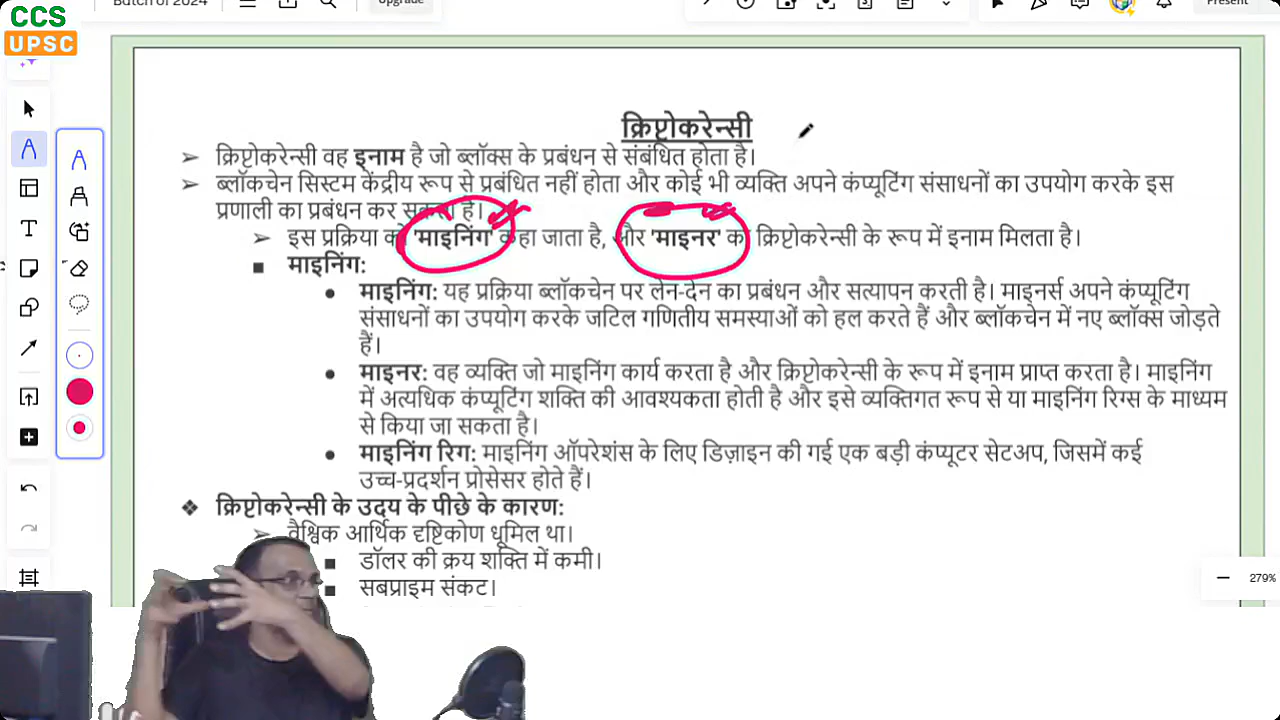 CCS
UPSC
Batch of 2024
Upgrade
Present
क्रिप्टोकरेन्सी
➢ क्रिप्टोकरेन्सी वह इनाम है जो ब्लॉक्स के प्रबंधन से संबंधित होता है।
➢ ब्लॉकचेन सिस्टम केंद्रीय रूप से प्रबंधित नहीं होता और कोई भी व्यक्ति अपने कंप्यूटिंग संसाधनों का उपयोग करके इस
प्रणाली का प्रबंधन कर सकता है।
➢ इस प्रक्रिया को 'माइनिंग' कहा जाता है, और 'माइनर' को क्रिप्टोकरेन्सी के रूप में इनाम मिलता है।
■ माइनिंग:
● माइनिंग: यह प्रक्रिया ब्लॉकचेन पर लेन-देन का प्रबंधन और सत्यापन करती है। माइनर्स अपने कंप्यूटिंग
संसाधनों का उपयोग करके जटिल गणितीय समस्याओं को हल करते हैं और ब्लॉकचेन में नए ब्लॉक्स जोड़ते
हैं।
● माइनर: वह व्यक्ति जो माइनिंग कार्य करता है और क्रिप्टोकरेन्सी के रूप में इनाम प्राप्त करता है। माइनिंग
में अत्यधिक कंप्यूटिंग शक्ति की आवश्यकता होती है और इसे व्यक्तिगत रूप से या माइनिंग रिग्स के माध्यम
से किया जा सकता है।
● माइनिंग रिग: माइनिंग ऑपरेशंस के लिए डिज़ाइन की गई एक बड़ी कंप्यूटर सेटअप, जिसमें कई
उच्च-प्रदर्शन प्रोसेसर होते हैं।
❖ क्रिप्टोकरेन्सी के उदय के पीछे के कारण:
➢ वैश्विक आर्थिक दृष्टिकोण धूमिल था।
■ डॉलर की क्रय शक्ति में कमी।
■ सबप्राइम संकट।
279%